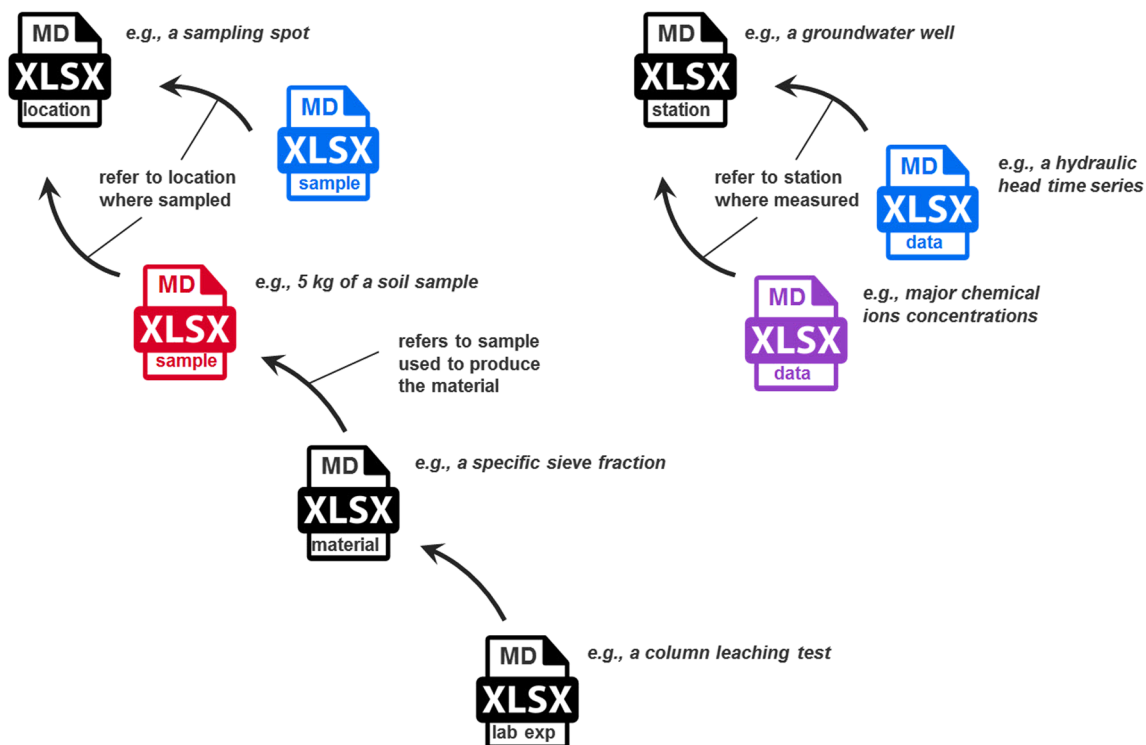 MD
XLSX
location
e.g., a sampling spot
MD
XLSX
sample
refer to location
where sampled
MD
XLSX
sample
e.g., 5 kg of a soil sample
refers to sample
used to produce
the material
MD
XLSX
material
e.g., a specific sieve fraction
MD
XLSX
lab exp
e.g., a column leaching test
MD
XLSX
station
e.g., a groundwater well
MD
XLSX
data
e.g., a hydraulic
head time series
refer to station
where measured
MD
XLSX
data
e.g., major chemical
ions concentrations